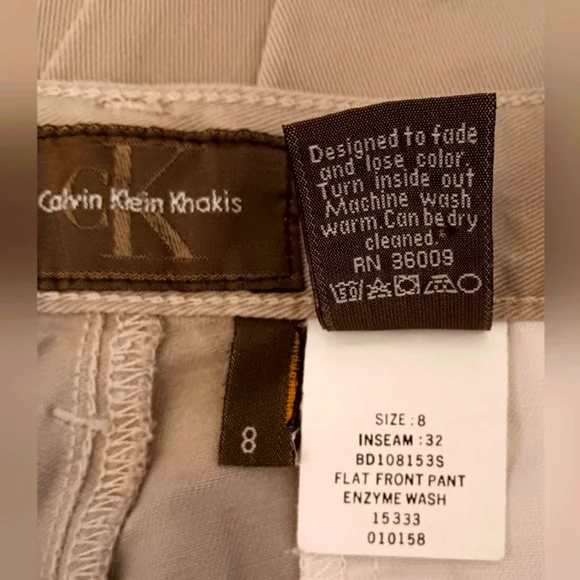 CK
Calvin Klein Khakis
Designed to fade
and lose color.
Turn inside out
Machine wash
warm. Can be dry
cleaned.
RN 36009
8
SIZE : 8
INSEAM : 32
BD108153S
FLAT FRONT PANT
ENZYME WASH
15333
010158